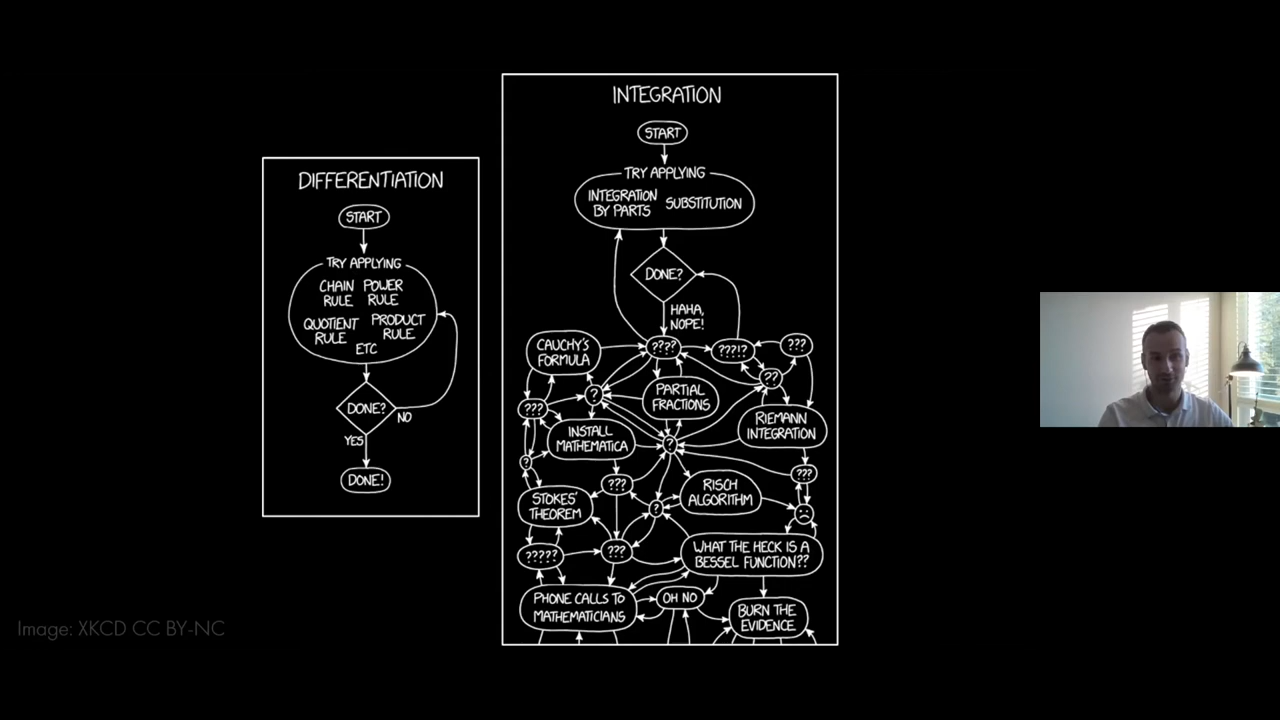 DIFFERENTIATION
START
TRY APPLYING
CHAIN RULE
POWER RULE
QUOTIENT RULE
PRODUCT RULE
ETC
DONE?
NO
YES
DONE!
INTEGRATION
START
TRY APPLYING
INTEGRATION
BY PARTS
SUBSTITUTION
DONE?
HAHA,
NOPE!
CAUCHY'S
FORMULA
????
???!?
???
??
???
?
PARTIAL
FRACTIONS
RIEMANN
INTEGRATION
INSTALL
MATHEMATICA
?
?
???
???
STOKES'
THEOREM
?
RISCH
ALGORITHM
?????
???
WHAT THE HECK IS A
BESSEL FUNCTION??
PHONE CALLS TO
MATHEMATICIANS
OH NO
BURN THE
EVIDENCE
Image: XKCD CC BY-NC